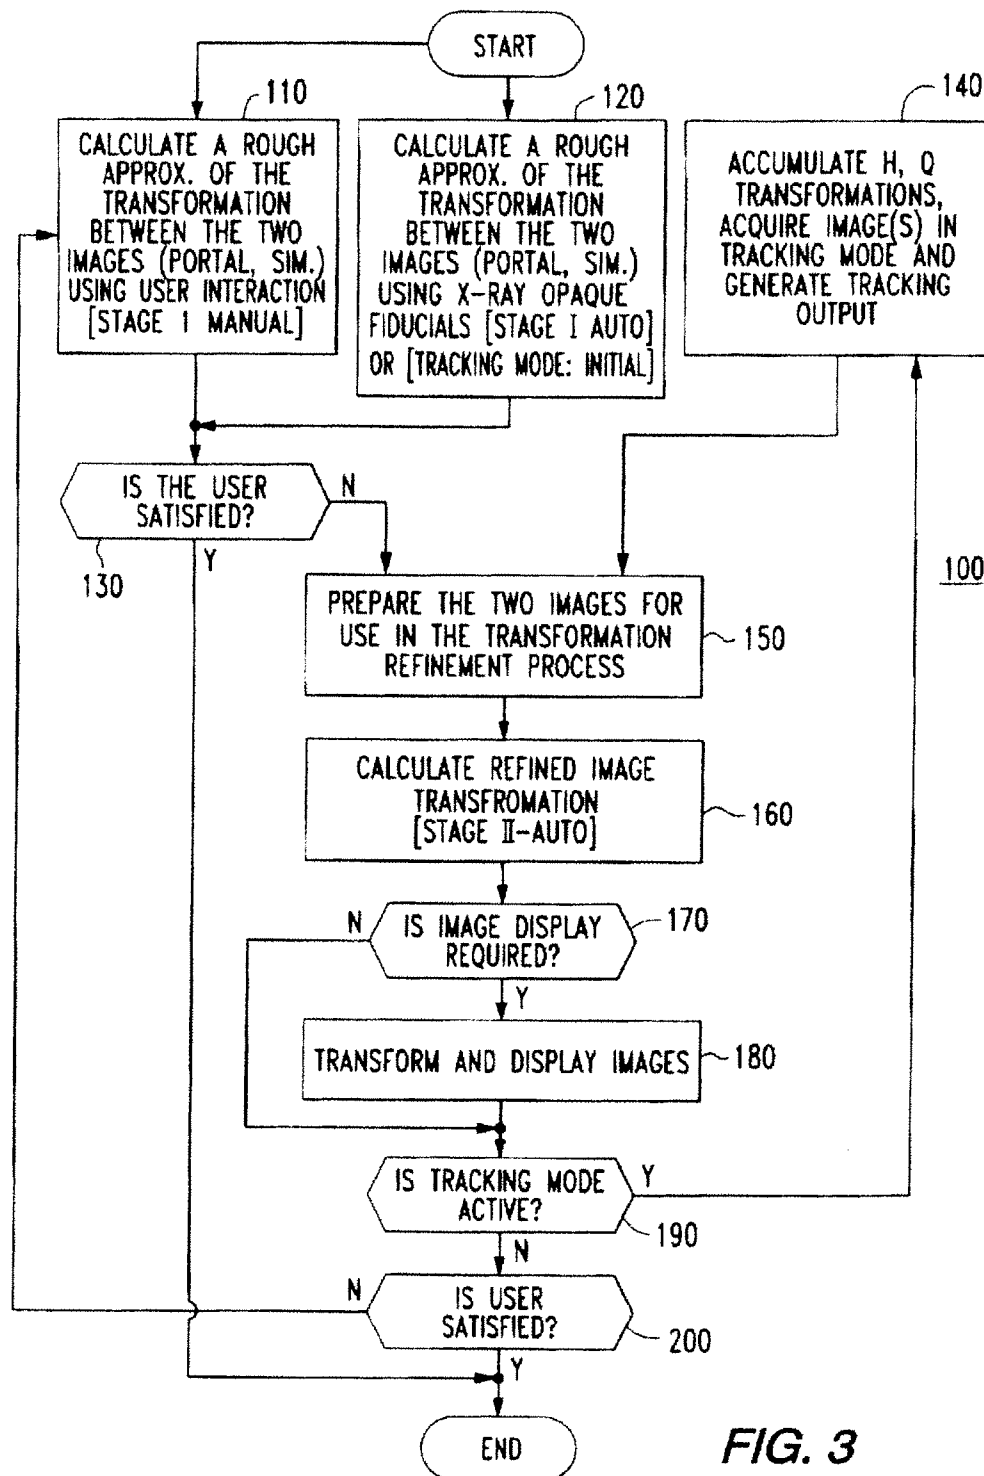 START
110
CALCULATE A ROUGH
APPROX. OF THE
TRANSFORMATION
BETWEEN THE TWO
IMAGES (PORTAL, SIM.)
USING USER INTERACTION
[STAGE 1 MANUAL]
120
CALCULATE A ROUGH
APPROX. OF THE
TRANSFORMATION
BETWEEN THE TWO
IMAGES (PORTAL, SIM.)
USING X-RAY OPAQUE
FIDUCIALS [STAGE I AUTO]
OR [TRACKING MODE: INITIAL]
140
ACCUMULATE H, Q
TRANSFORMATIONS,
ACQUIRE IMAGE(S) IN
TRACKING MODE AND
GENERATE TRACKING
OUTPUT
IS THE USER
SATISFIED?
N
Y
130
100
PREPARE THE TWO IMAGES FOR
USE IN THE TRANSFORMATION
REFINEMENT PROCESS
150
CALCULATE REFINED IMAGE
TRANSFROMATION
[STAGE II-AUTO]
160
N
IS IMAGE DISPLAY
REQUIRED?
170
Y
TRANSFORM AND DISPLAY IMAGES
180
IS TRACKING MODE
ACTIVE?
Y
190
N
N
IS USER
SATISFIED?
200
Y
END
FIG. 3